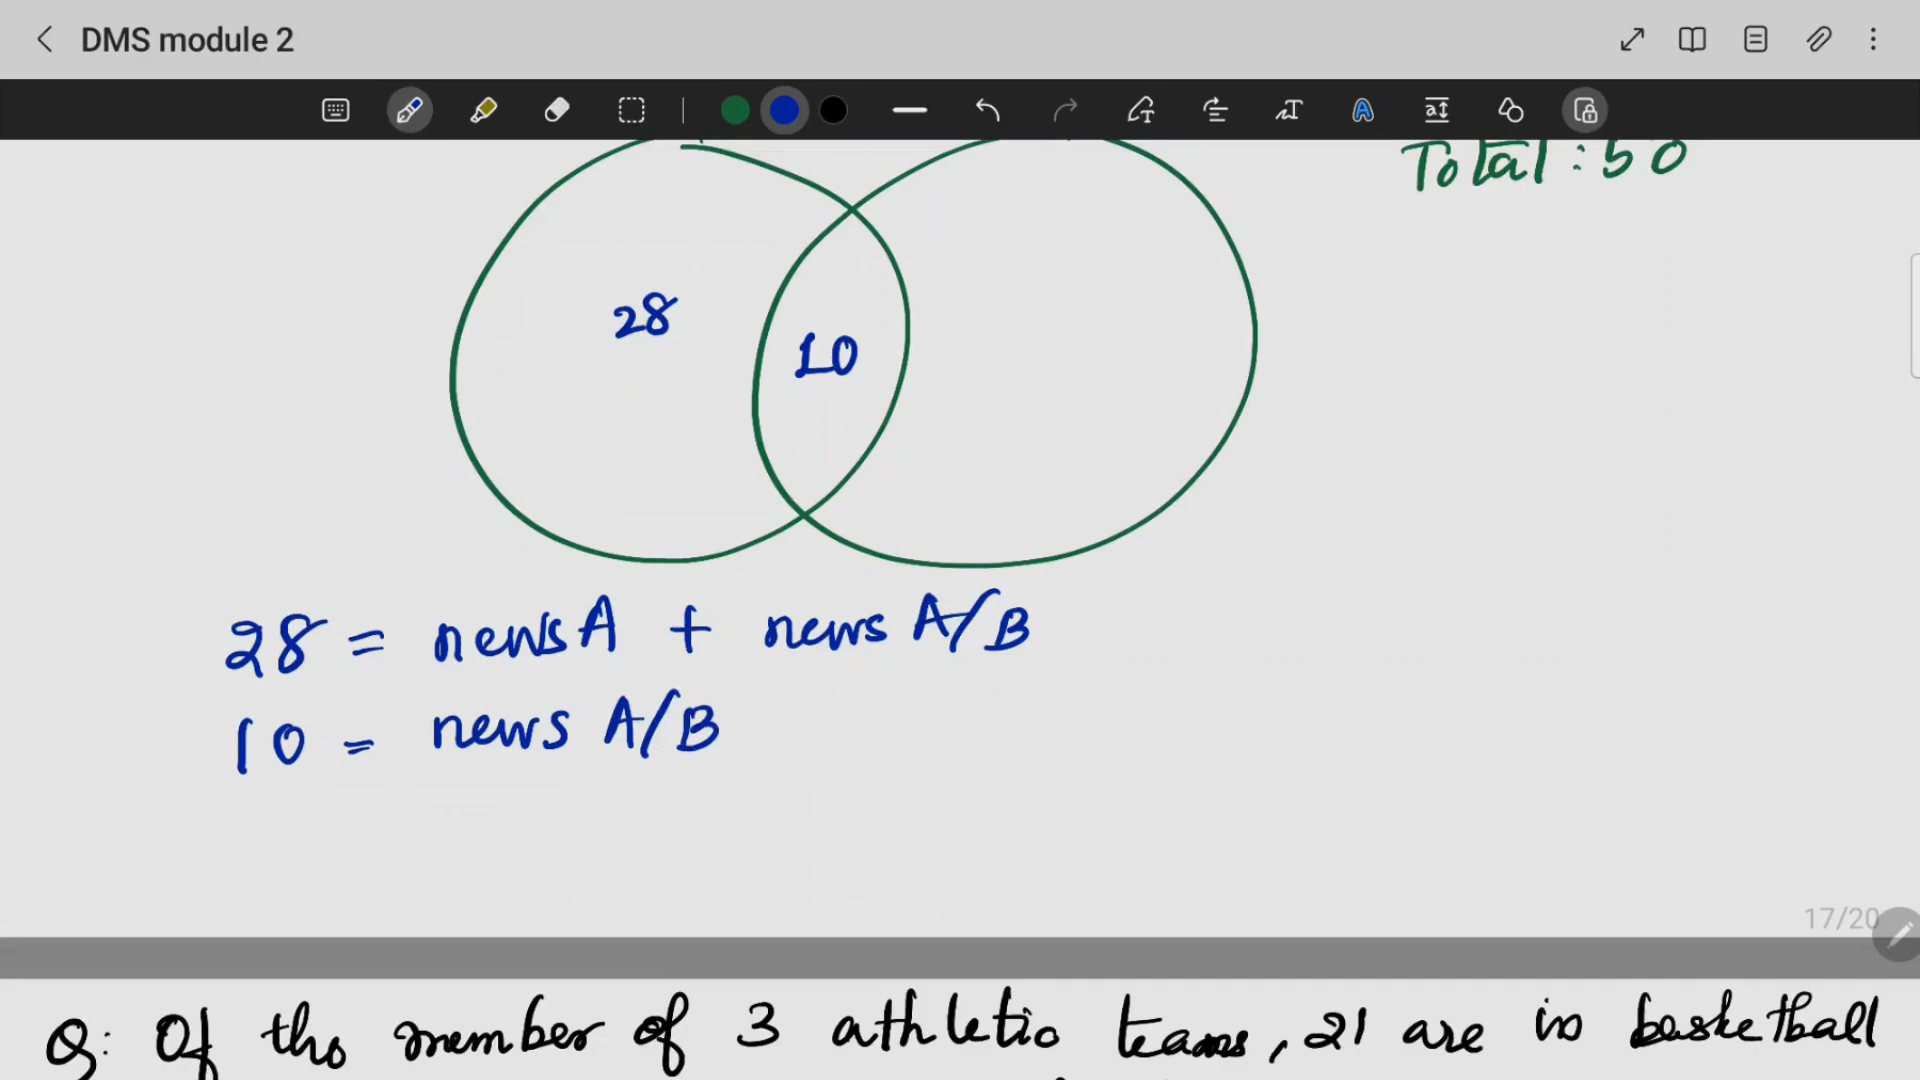 DMS module 2
Total : 50
28
10
28 = news A + news A/B
10 = news A/B
17/20
Q: Of the member of 3 athletic teams, 21 are in basketball